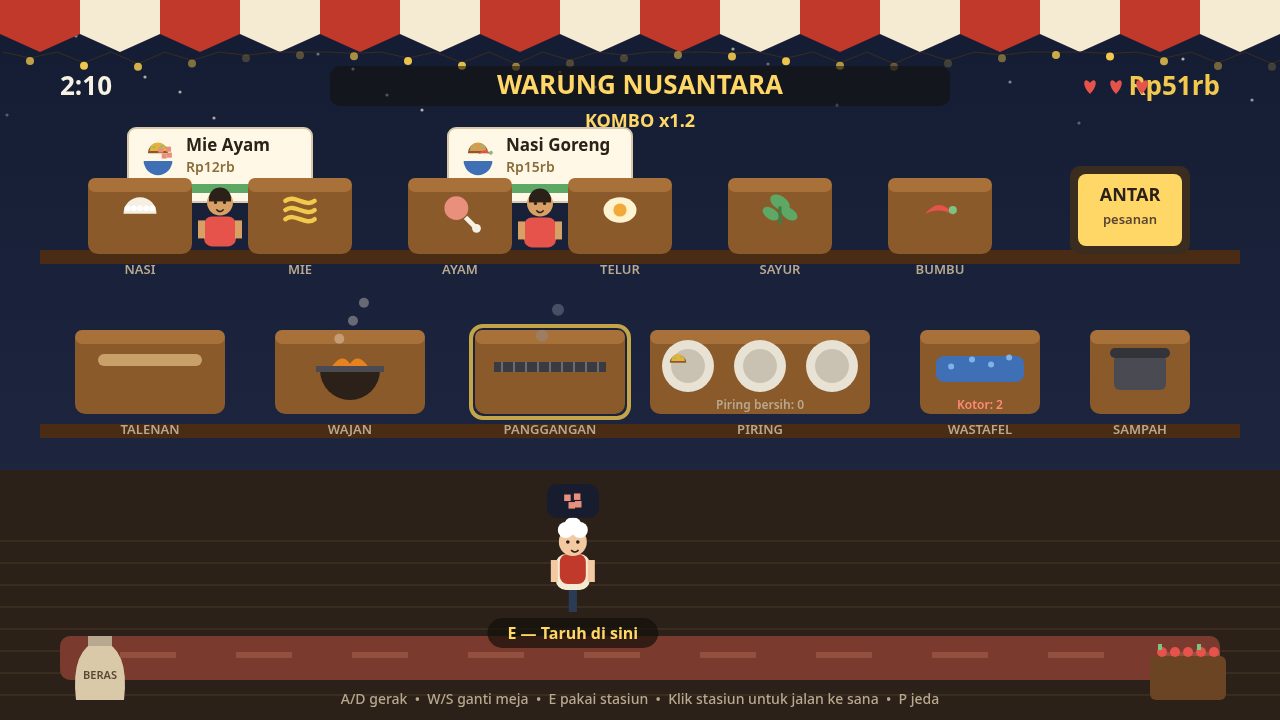 2:10
WARUNG NUSANTARA
Rp51rb
KOMBO x1.2
Mie Ayam
Rp12rb
Nasi Goreng
Rp15rb
ANTAR
pesanan
NASI
MIE
AYAM
TELUR
SAYUR
BUMBU
Piring bersih: 0
Kotor: 2
TALENAN
WAJAN
PANGGANGAN
PIRING
WASTAFEL
SAMPAH
E — Taruh di sini
BERAS
A/D gerak • W/S ganti meja • E pakai stasiun • Klik stasiun untuk jalan ke sana • P jeda